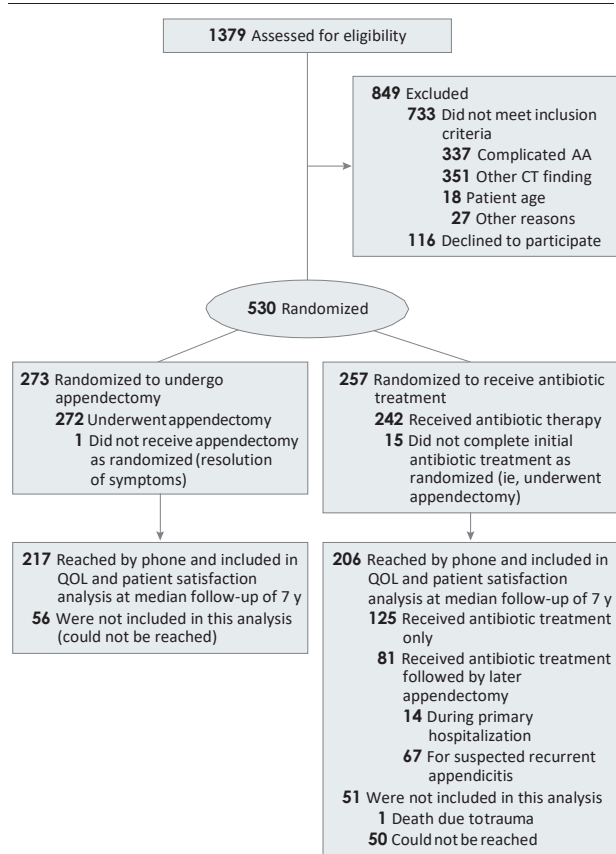 1379 Assessed for eligibility
849 Excluded
733 Did not meet inclusion
criteria
337 Complicated AA
351 Other CT finding
18 Patient age
27 Other reasons
116 Declined to participate
530 Randomized
273 Randomized to undergo
appendectomy
272 Underwent appendectomy
1 Did not receive appendectomy
as randomized (resolution
of symptoms)
257 Randomized to receive antibiotic
treatment
242 Received antibiotic therapy
15 Did not complete initial
antibiotic treatment as
randomized (ie, underwent
appendectomy)
217 Reached by phone and included in
QOL and patient satisfaction
analysis at median follow-up of 7 y
56 Were not included in this analysis
(could not be reached)
206 Reached by phone and included in
QOL and patient satisfaction
analysis at median follow-up of 7 y
125 Received antibiotic treatment
only
81 Received antibiotic treatment
followed by later
appendectomy
14 During primary
hospitalization
67 For suspected recurrent
appendicitis
51 Were not included in this analysis
1 Death due totrauma
50 Could not be reached